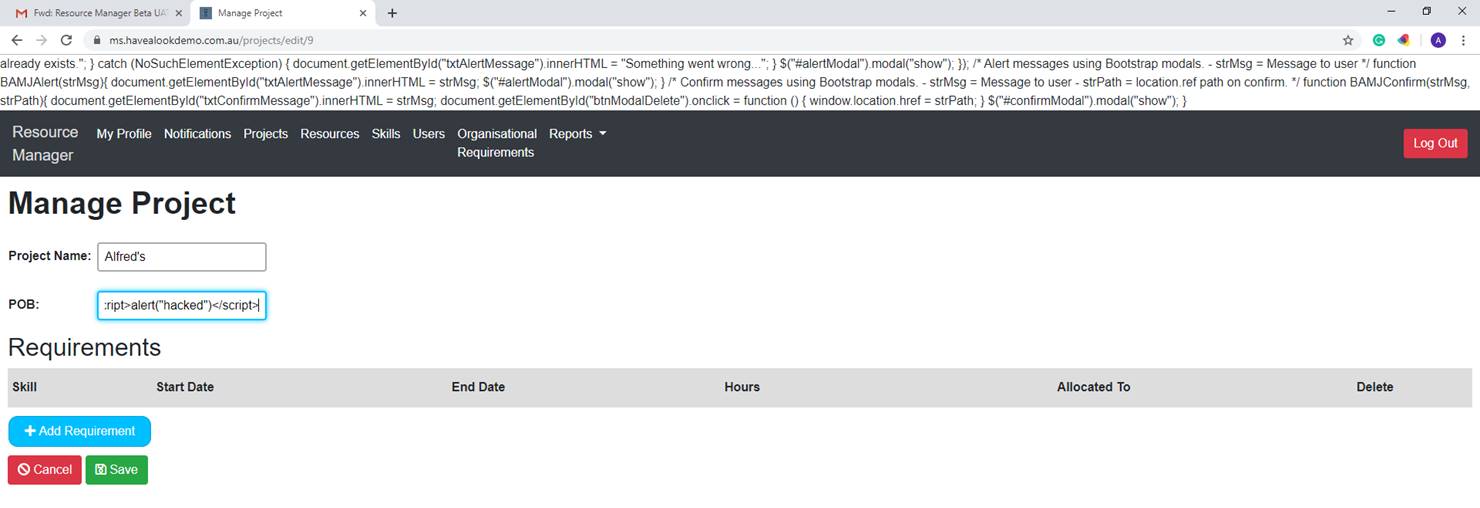 Fwd: Resource Manager Beta UA
Manage Project
ms.havealookdemo.com.au/projects/edit/9
A
already exists."; } catch (NoSuchElementException) { document.getElementById("txtAlertMessage").innerHTML = "Something went wrong..."; } $("#alertModal").modal("show"); }); /* Alert messages using Bootstrap modals. - strMsg = Message to user */ function
BAMJAlert(strMsg){ document.getElementById("txtAlertMessage").innerHTML = strMsg; $("#alertModal").modal("show"); } /* Confirm messages using Bootstrap modals. - strMsg = Message to user - strPath = location.ref path on confirm. */ function BAMJConfirm(strMsg,
strPath){ document.getElementById("txtConfirmMessage").innerHTML = strMsg; document.getElementById("btnModalDelete").onclick = function () { window.location.href = strPath; } $("#confirmModal").modal("show"); }
Resource
Manager
My Profile Notifications Projects Resources Skills Users Organisational
Requirements
Reports
Log Out
Manage Project
Project Name: Alfred's
POB: :ript>alert("hacked")</script>
Requirements
Skill Start Date End Date Hours Allocated To Delete
Add Requirement
Cancel Save